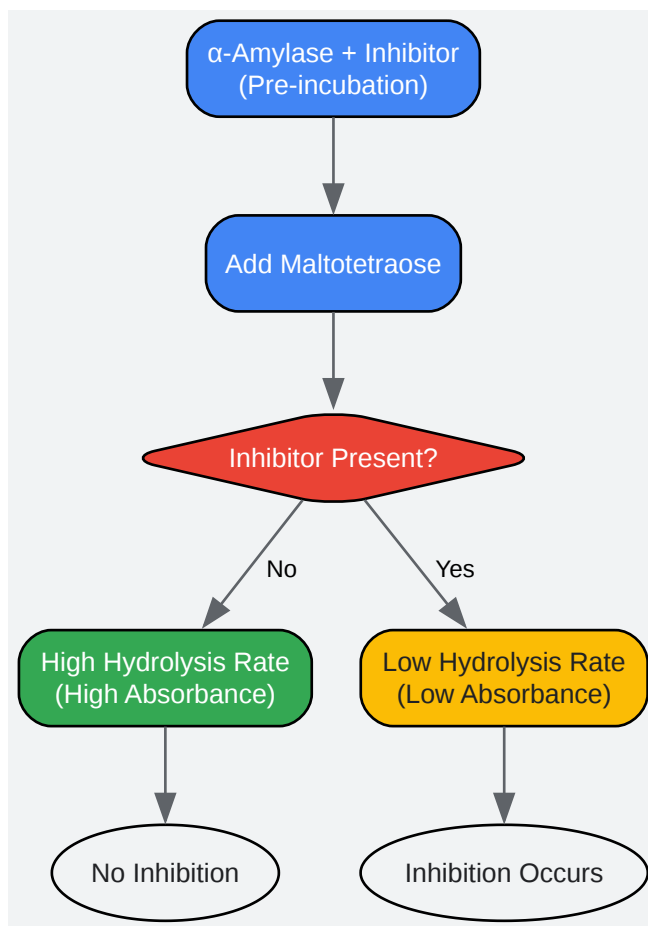 α-Amylase + Inhibitor
(Pre-incubation)
Add Maltotetraose
Inhibitor Present?
No
Yes
High Hydrolysis Rate
(High Absorbance)
Low Hydrolysis Rate
(Low Absorbance)
No Inhibition
Inhibition Occurs